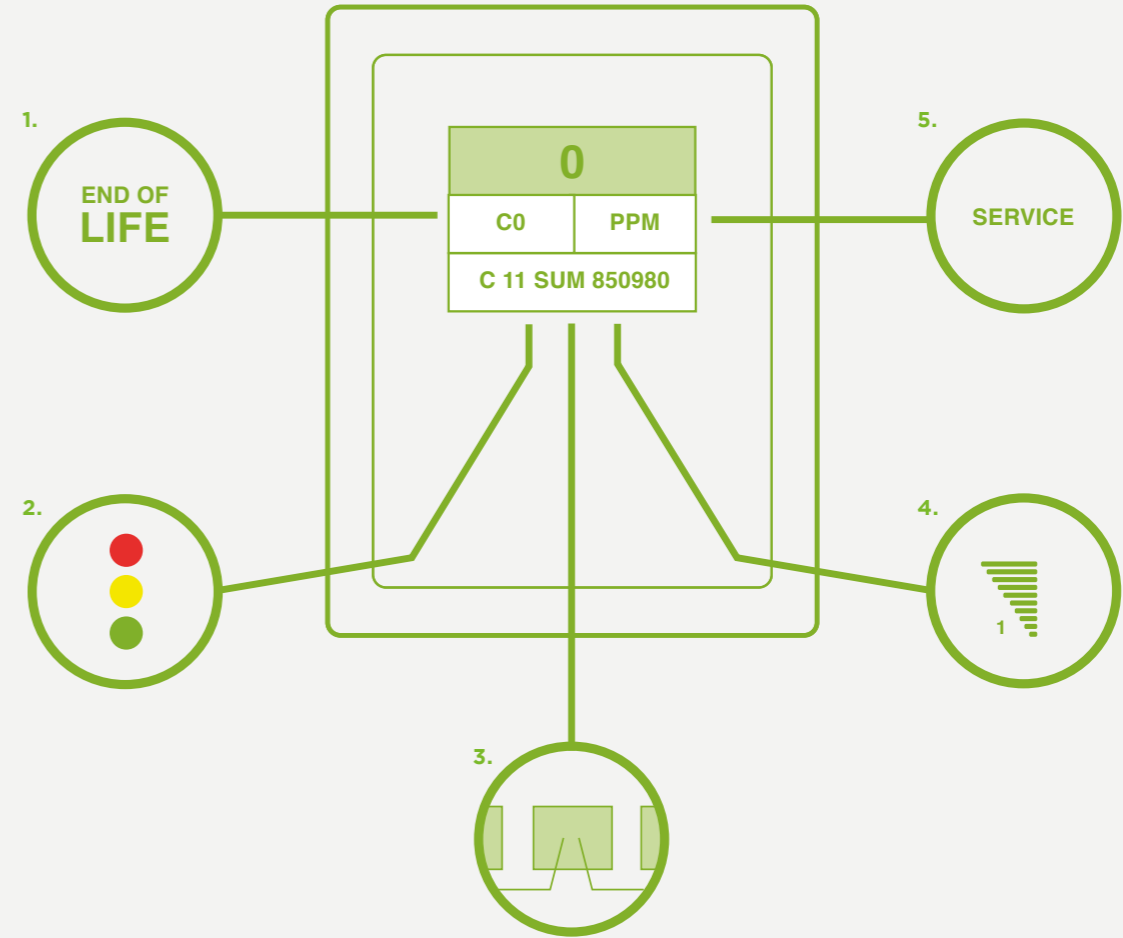 1.
END OF
LIFE
5.
SERVICE
0
C0
PPM
C 11 SUM 850980
2.
4.
1
3.